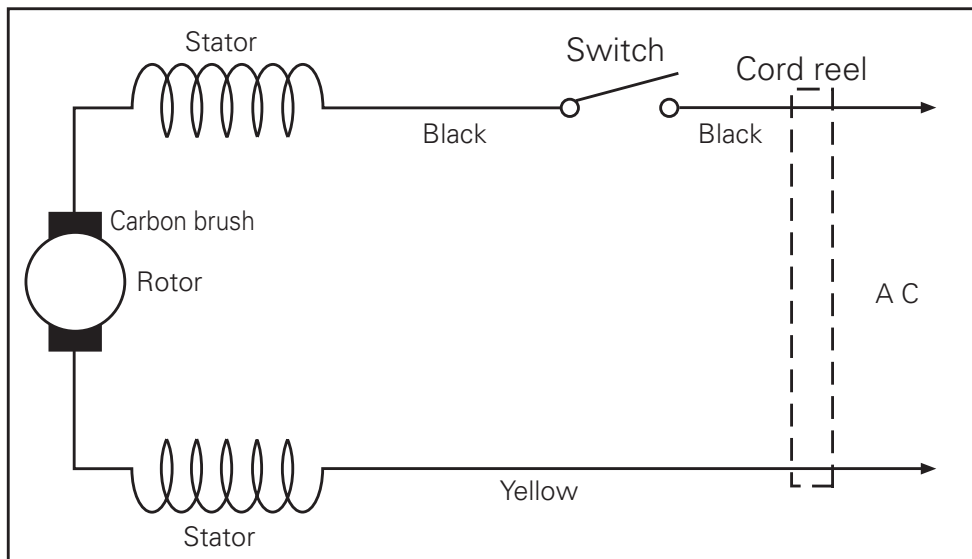 Stator
Switch
Cord reel
Black
Black
Carbon brush
Rotor
A C
Yellow
Stator